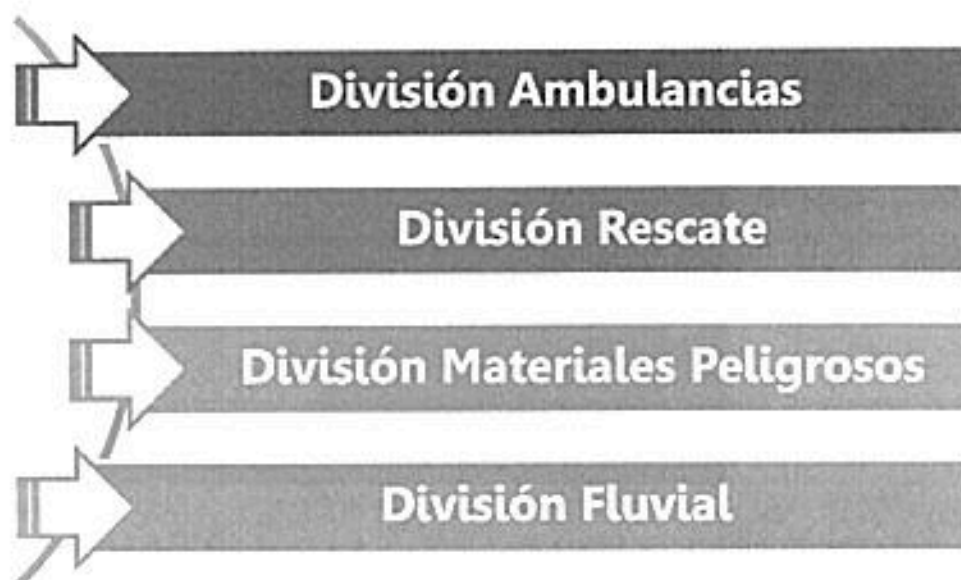 División Ambulancias
División Rescate
División Materiales Peligrosos
División Fluvial